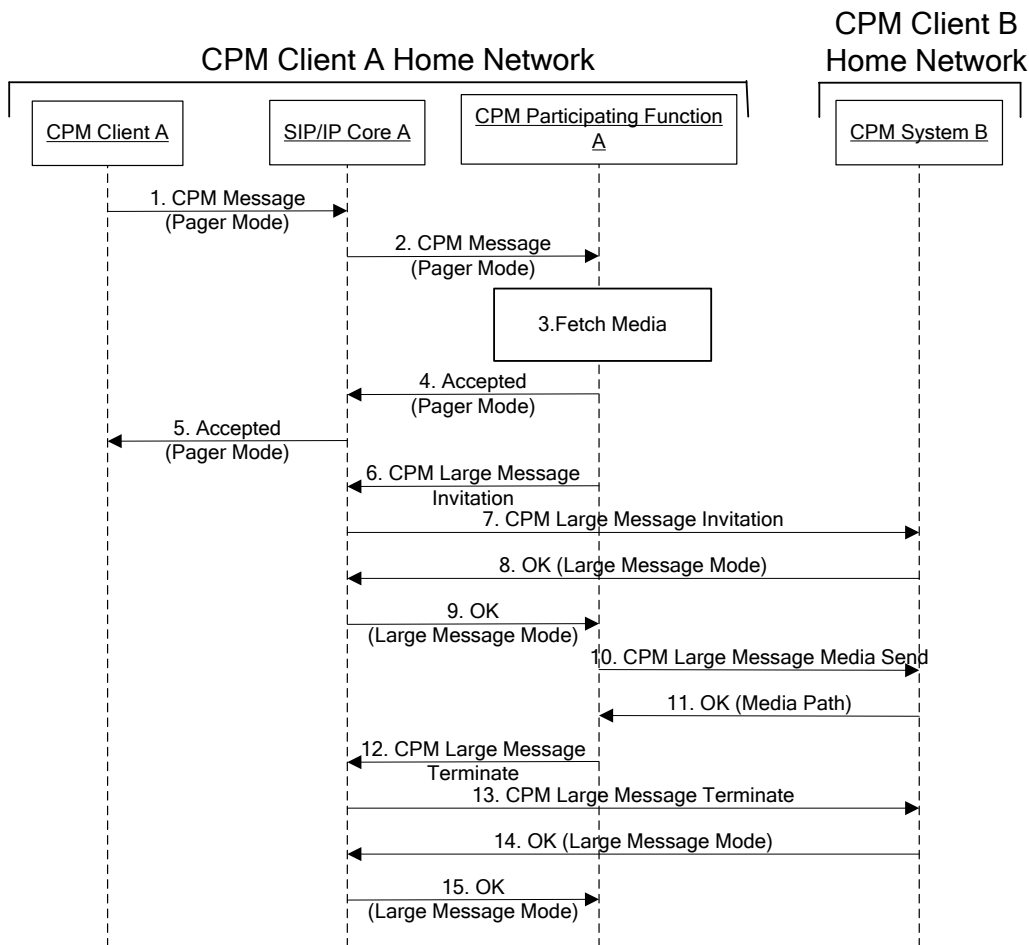 CPM Client A Home Network
CPM Client B
Home Network
CPM Client A
SIP/IP Core A
CPM Participating Function
A
CPM System B
1. CPM Message
(Pager Mode)
2. CPM Message
(Pager Mode)
3.Fetch Media
4. Accepted
(Pager Mode)
5. Accepted
(Pager Mode)
6. CPM Large Message
Invitation
7. CPM Large Message Invitation
8. OK (Large Message Mode)
9. OK
(Large Message Mode)
10. CPM Large Message Media Send
11. OK (Media Path)
12. CPM Large Message
Terminate
13. CPM Large Message Terminate
14. OK (Large Message Mode)
15. OK
(Large Message Mode)